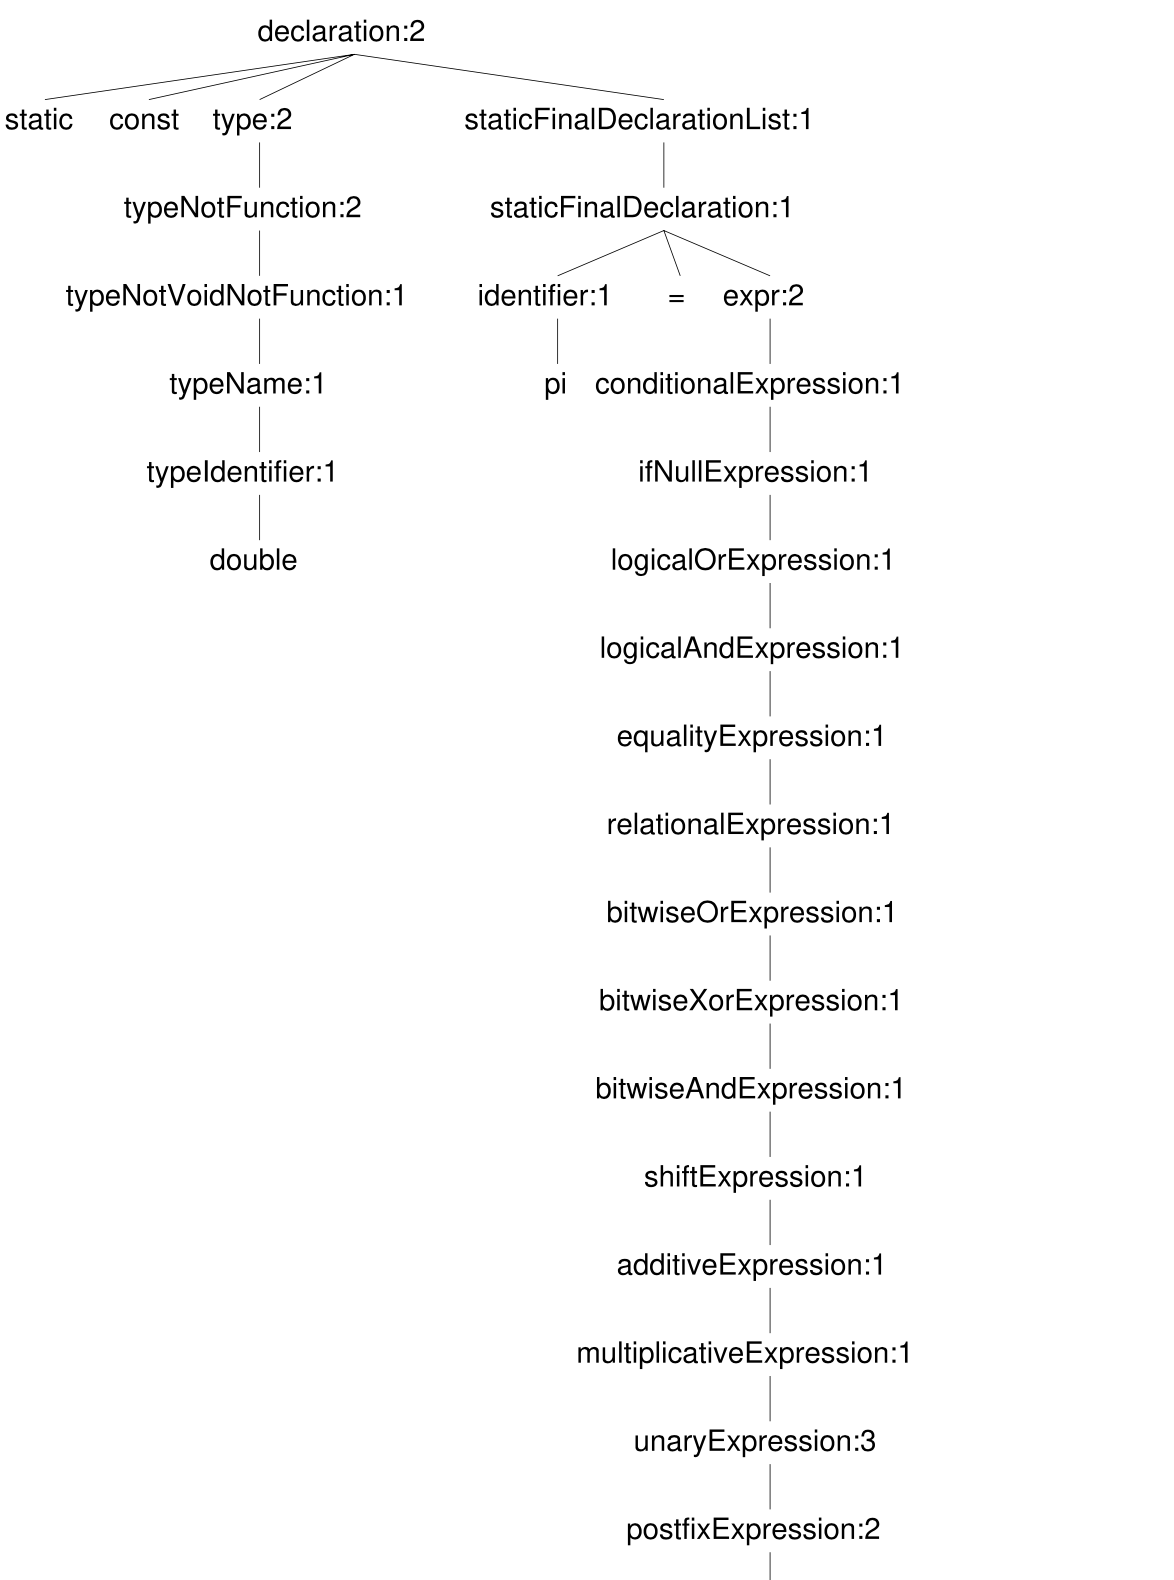 declaration:2
static const type:2 staticFinalDeclarationList:1
typeNotFunction:2 staticFinalDeclaration:1
typeNotVoidNotFunction:1 identifier:1 = expr:2
typeName:1 pi conditionalExpression:1
typeIdentifier:1 ifNullExpression:1
double logicalOrExpression:1
logicalAndExpression:1
equalityExpression:1
relationalExpression:1
bitwiseOrExpression:1
bitwiseXorExpression:1
bitwiseAndExpression:1
shiftExpression:1
additiveExpression:1
multiplicativeExpression:1
unaryExpression:3
postfixExpression:2